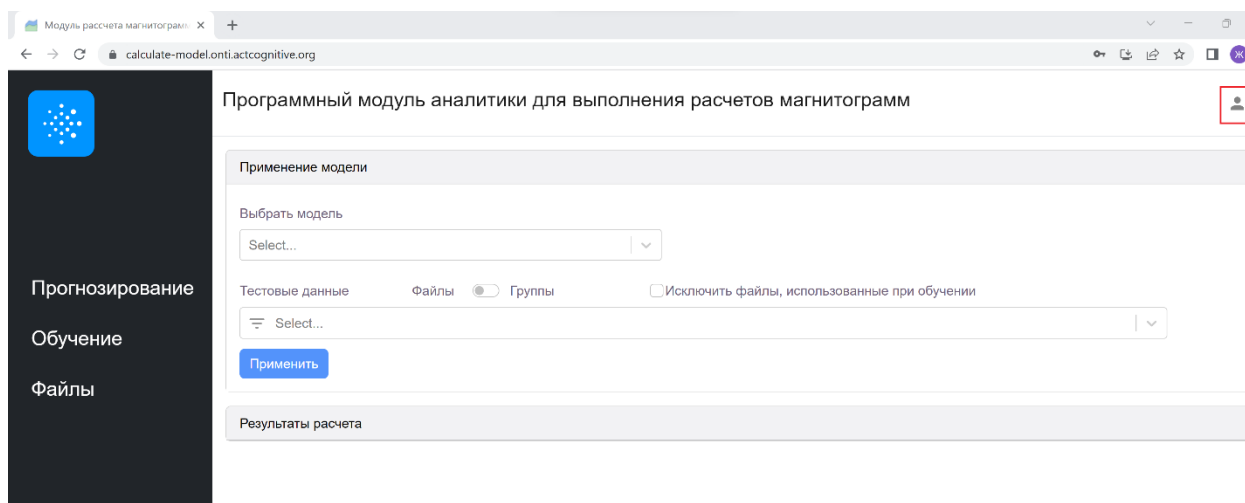 Модуль рассчета магнитограмм
calculate-model.onti.actcognitive.org
Ж
Программный модуль аналитики для выполнения расчетов магнитограмм
Применение модели
Выбрать модель
Select...
Прогнозирование
Тестовые данные Файлы Группы Исключить файлы, использованные при обучении
Select...
Обучение
Применить
Файлы
Результаты расчета